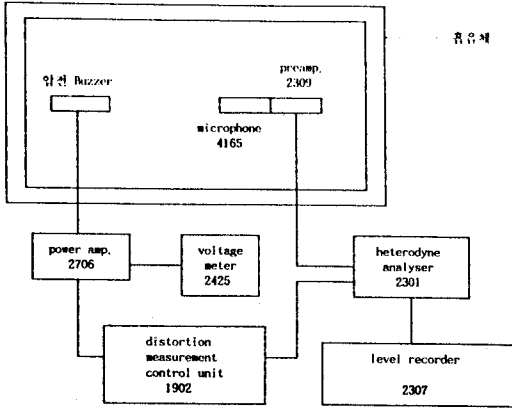 흡음재
압전 Buzzer
preamp.
2309
microphone
4165
power amp.
2706
voltage
meter
2425
heterodyne
analyser
2301
distortion
measurement
control unit
1902
level recorder
2307